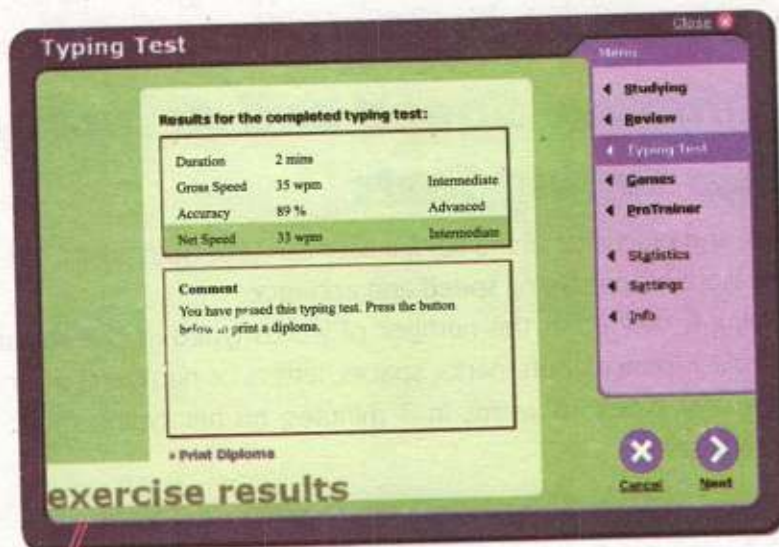 Close
Typing Test
Menu
Studying
Review
Typing Test
Games
ProTrainer
Statistics
Settings
Info
Results for the completed typing test:
Duration 2 mins
Gross Speed 35 wpm Intermediate
Accuracy 89 % Advanced
Net Speed 33 wpm Intermediate
Comment
You have passed this typing test. Press the button
below to print a diploma.
» Print Diploma
exercise results
Cancel
Next